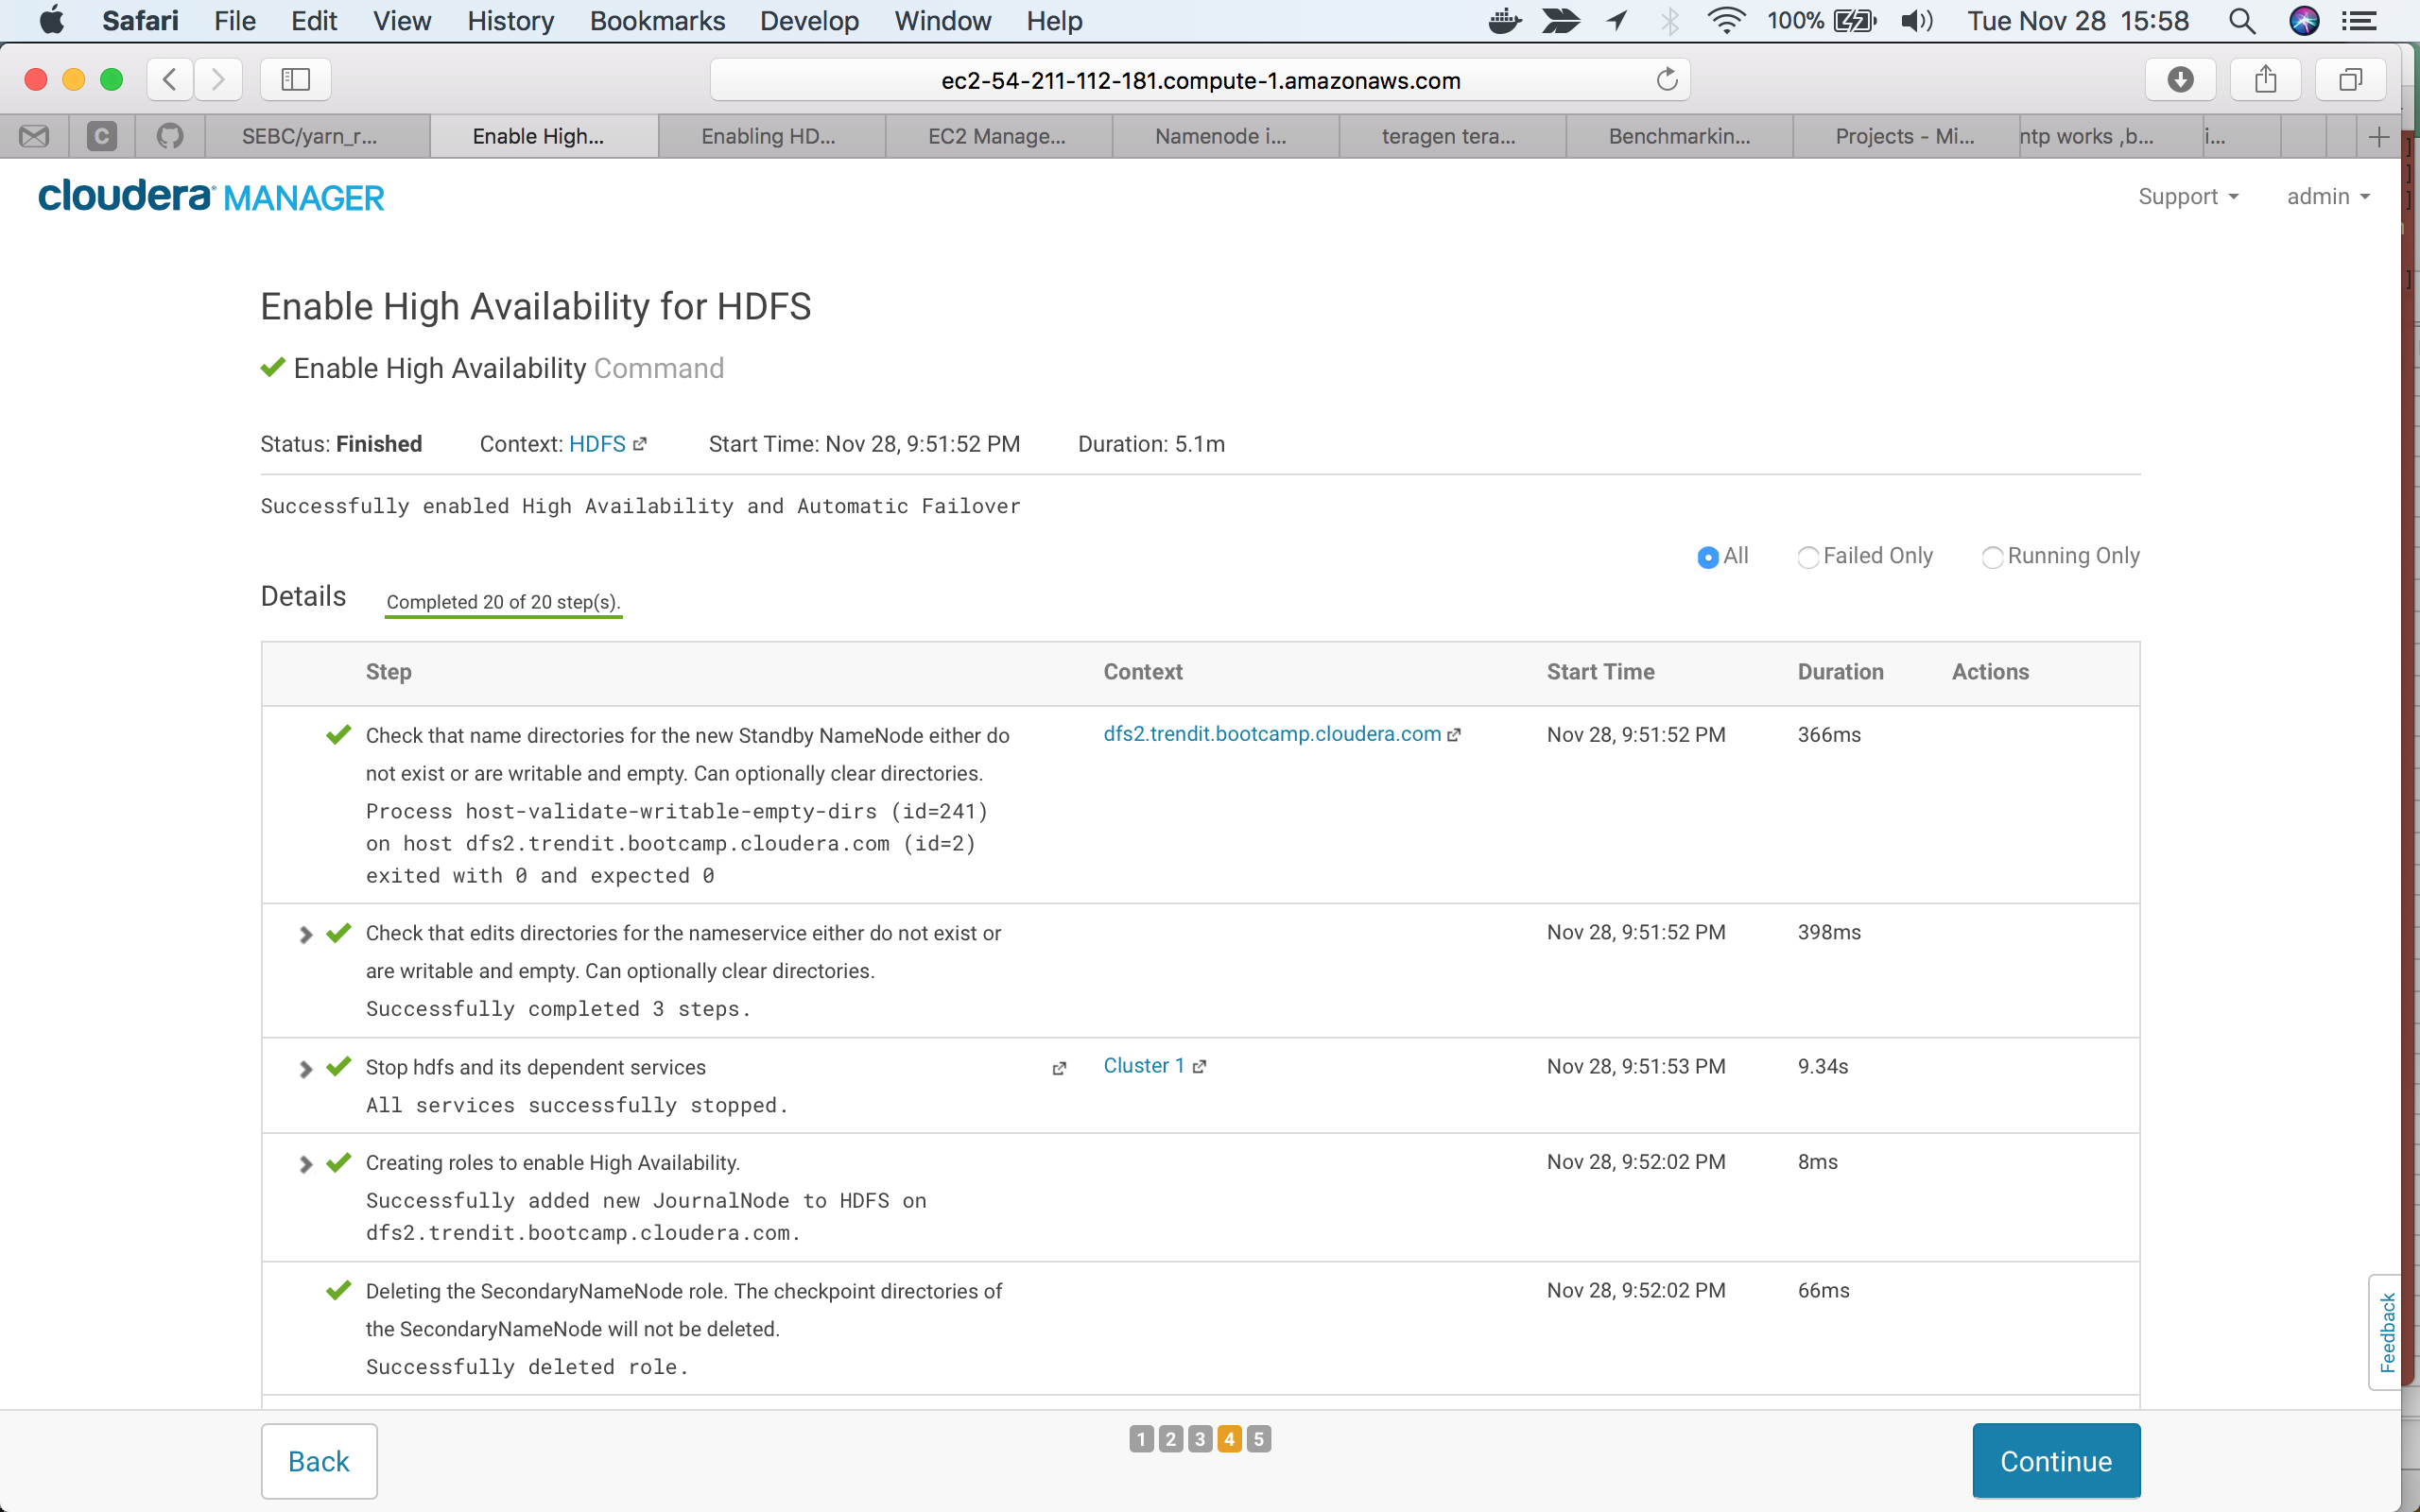 Safari File Edit View History Bookmarks Develop Window Help 100% Tue Nov 28 15:58
ec2-54-211-112-181.compute-1.amazonaws.com
C SEBC/yarn_r... Enable High... Enabling HD... EC2 Manage... Namenode i... teragen tera... Benchmarkin... Projects - Mi... ntp works ,b... i...
cloudera MANAGER Support admin
Enable High Availability for HDFS
Enable High Availability Command
Status: Finished Context: HDFS Start Time: Nov 28, 9:51:52 PM Duration: 5.1m
Successfully enabled High Availability and Automatic Failover
All Failed Only Running Only
Details Completed 20 of 20 step(s).
Step Context Start Time Duration Actions
Check that name directories for the new Standby NameNode either do dfs2.trendit.bootcamp.cloudera.com Nov 28, 9:51:52 PM 366ms
not exist or are writable and empty. Can optionally clear directories.
Process host-validate-writable-empty-dirs (id=241)
on host dfs2.trendit.bootcamp.cloudera.com (id=2)
exited with 0 and expected 0
Check that edits directories for the nameservice either do not exist or Nov 28, 9:51:52 PM 398ms
are writable and empty. Can optionally clear directories.
Successfully completed 3 steps.
Stop hdfs and its dependent services Cluster 1 Nov 28, 9:51:53 PM 9.34s
All services successfully stopped.
Creating roles to enable High Availability. Nov 28, 9:52:02 PM 8ms
Successfully added new JournalNode to HDFS on
dfs2.trendit.bootcamp.cloudera.com.
Deleting the SecondaryNameNode role. The checkpoint directories of Nov 28, 9:52:02 PM 66ms
the SecondaryNameNode will not be deleted.
Successfully deleted role.
Feedback
Back 1 2 3 4 5 Continue